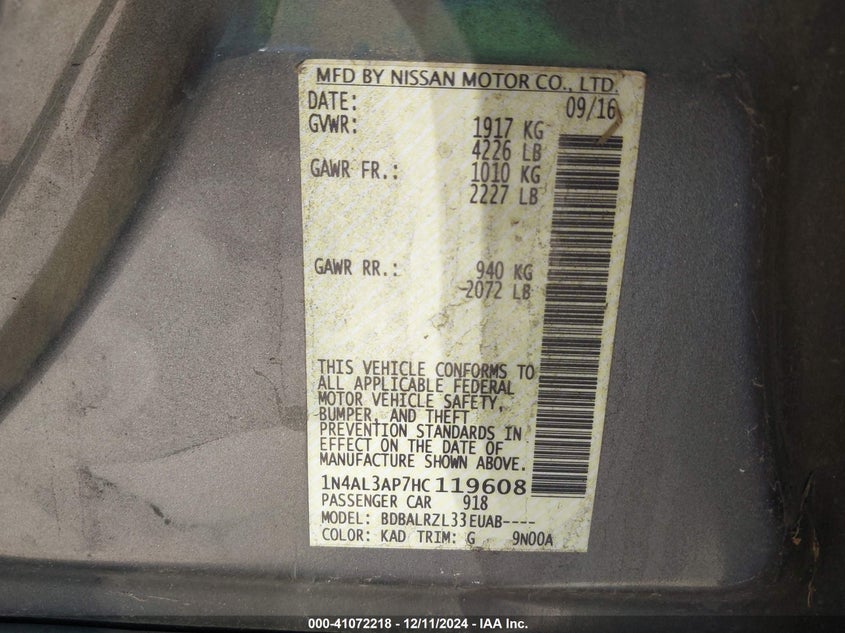 MFD BY NISSAN MOTOR CO., LTD.
DATE: 09/16
GVWR: 1917 KG
4226 LB
GAWR FR.: 1010 KG
2227 LB
GAWR RR.: 940 KG
2072 LB
THIS VEHICLE CONFORMS TO
ALL APPLICABLE FEDERAL
MOTOR VEHICLE SAFETY,
BUMPER, AND THEFT
PREVENTION STANDARDS IN
EFFECT ON THE DATE OF
MANUFACTURE SHOWN ABOVE.
1N4AL3AP7HC119608
PASSENGER CAR 918
MODEL: BDBALRZL33EUAB----
COLOR: KAD TRIM: G 9N00A
000-41072218 - 12/11/2024 - IAA Inc.